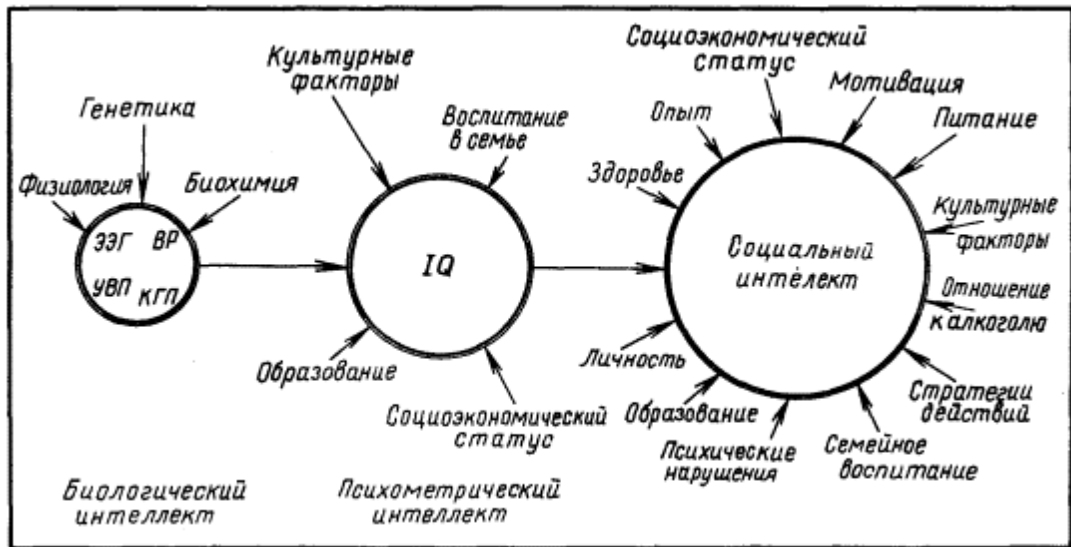 Социоэкономический
статус
Культурные
факторы
Мотивация
Генетика
Воспитание
в семье
Опыт
Питание
Физиология
Биохимия
Здоровье
Культурные
факторы
ЭЭГ ВР
УВП КГП
IQ
Социальный
интелект
Отношение
к алкоголю
Личность
Образование
Образование
Стратегии
действий
Социоэкономический
статус
Психические
нарушения
Семейное
воспитание
Биологический
интеллект
Психометрический
интеллект